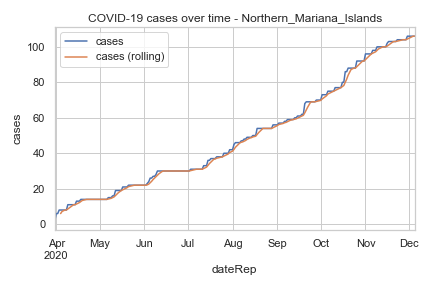 COVID-19 cases over time - Northern_Mariana_Islands
cases
cases (rolling)
100
80
60
40
20
0
cases
Apr May Jun Jul Aug Sep Oct Nov Dec
2020
dateRep